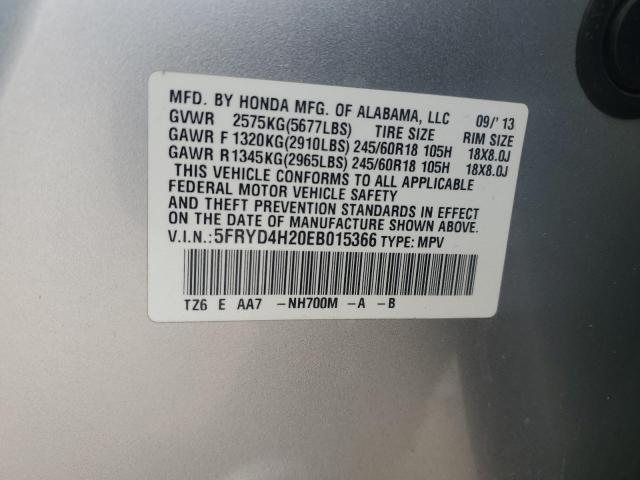 MFD. BY HONDA MFG. OF ALABAMA, LLC 09/'13
GVWR 2575KG(5677LBS) TIRE SIZE RIM SIZE
GAWR F 1320KG(2910LBS) 245/60R18 105H 18X8.0J
GAWR R1345KG(2965LBS) 245/60R18 105H 18X8.0J
THIS VEHICLE CONFORMS TO ALL APPLICABLE
FEDERAL MOTOR VEHICLE SAFETY
AND THEFT PREVENTION STANDARDS IN EFFECT
ON THE DATE OF MANUFACTURE SHOWN ABOVE.
V.I.N.:5FRYD4H20EB015366 TYPE: MPV
TZ6 E AA7 -NH700M -A -B